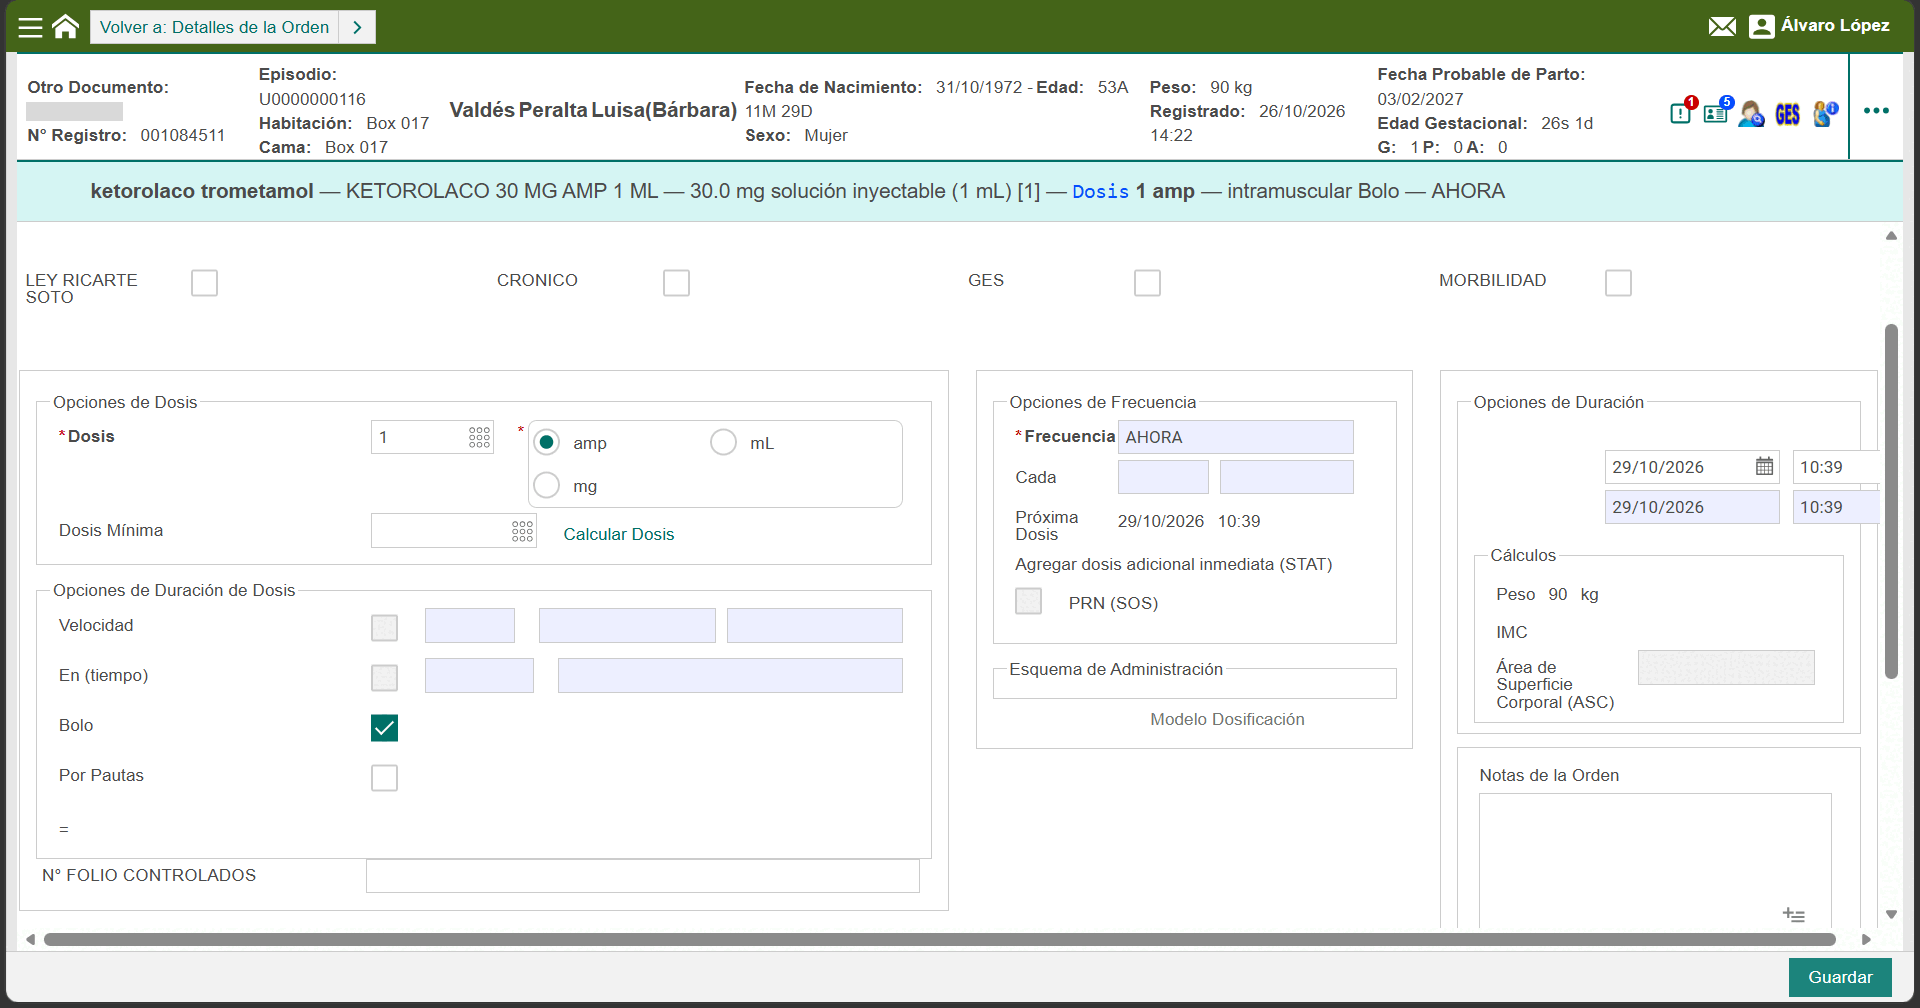 Volver a: Detalles de la Orden
Álvaro López
Otro Documento:
N° Registro: 001084511
Episodio:
U0000000116
Habitación: Box 017
Cama: Box 017
Valdés Peralta Luisa(Bárbara)
Fecha de Nacimiento: 31/10/1972 - Edad: 53A
11M 29D
Sexo: Mujer
Peso: 90 kg
Registrado: 26/10/2026
14:22
Fecha Probable de Parto:
03/02/2027
Edad Gestacional: 26s 1d
G: 1 P: 0 A: 0
1
5
GES
ketorolaco trometamol — KETOROLACO 30 MG AMP 1 ML — 30.0 mg solución inyectable (1 mL) [1] — Dosis 1 amp — intramuscular Bolo — AHORA
LEY RICARTE
SOTO
CRONICO
GES
MORBILIDAD
Opciones de Dosis
*Dosis
1
*
amp
mL
mg
Dosis Mínima
Calcular Dosis
Opciones de Duración de Dosis
Velocidad
En (tiempo)
Bolo
Por Pautas
=
N° FOLIO CONTROLADOS
Opciones de Frecuencia
*Frecuencia AHORA
Cada
Próxima
Dosis
29/10/2026 10:39
Agregar dosis adicional inmediata (STAT)
PRN (SOS)
Esquema de Administración
Modelo Dosificación
Opciones de Duración
29/10/2026 10:39
29/10/2026 10:39
Cálculos
Peso 90 kg
IMC
Área de
Superficie
Corporal (ASC)
Notas de la Orden
Guardar